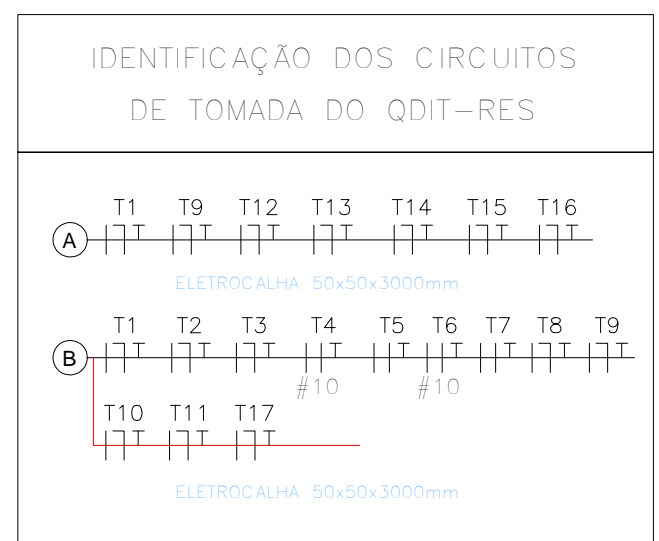 IDENTIFICAÇÃO DOS CIRCUITOS
DE TOMADA DO QDIT-RES
A T1 T9 T12 T13 T14 T15 T16
ELETROCALHA 50x50x3000mm
B T1 T2 T3 T4 T5 T6 T7 T8 T9
#10 #10
T10 T11 T17
ELETROCALHA 50x50x3000mm